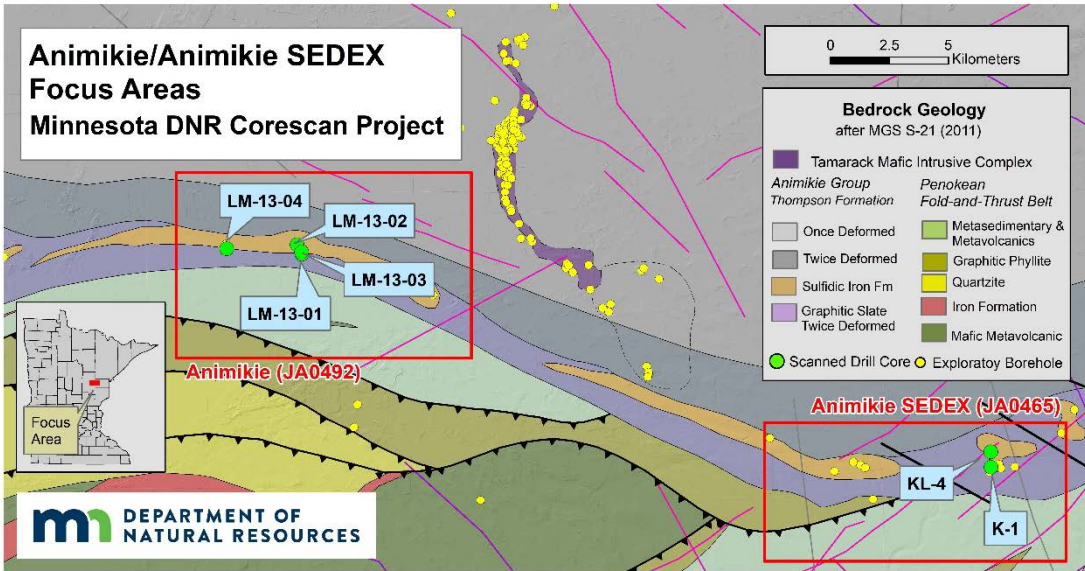 Animikie/Animikie SEDEX
Focus Areas
Minnesota DNR Corescan Project
0 2.5 5
Kilometers
Bedrock Geology
after MGS S-21 (2011)
Tamarack Mafic Intrusive Complex
Animikie Group
Thompson Formation
Once Deformed
Twice Deformed
Sulfidic Iron Fm
Graphitic Slate
Twice Deformed
Penokean
Fold-and-Thrust Belt
Metasedimentary &
Metavolcanics
Graphitic Phyllite
Quartzite
Iron Formation
Mafic Metavolcanic
Scanned Drill Core
Exploratoy Borehole
LM-13-04
LM-13-02
LM-13-03
LM-13-01
Animikie (JA0492)
Animikie SEDEX (JA0465)
KL-4
K-1
Focus
Area
mn DEPARTMENT OF
NATURAL RESOURCES